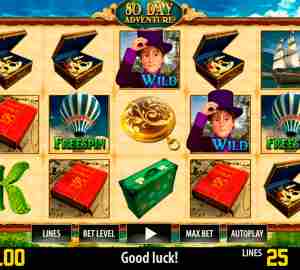 80 DAY
ADVENTURE
WILD
FREESPIN
FREESPIN
WILD
K
LINES
BET LEVEL
MAX BET
AUTOPLAY
.00
Good luck!
LINES
25